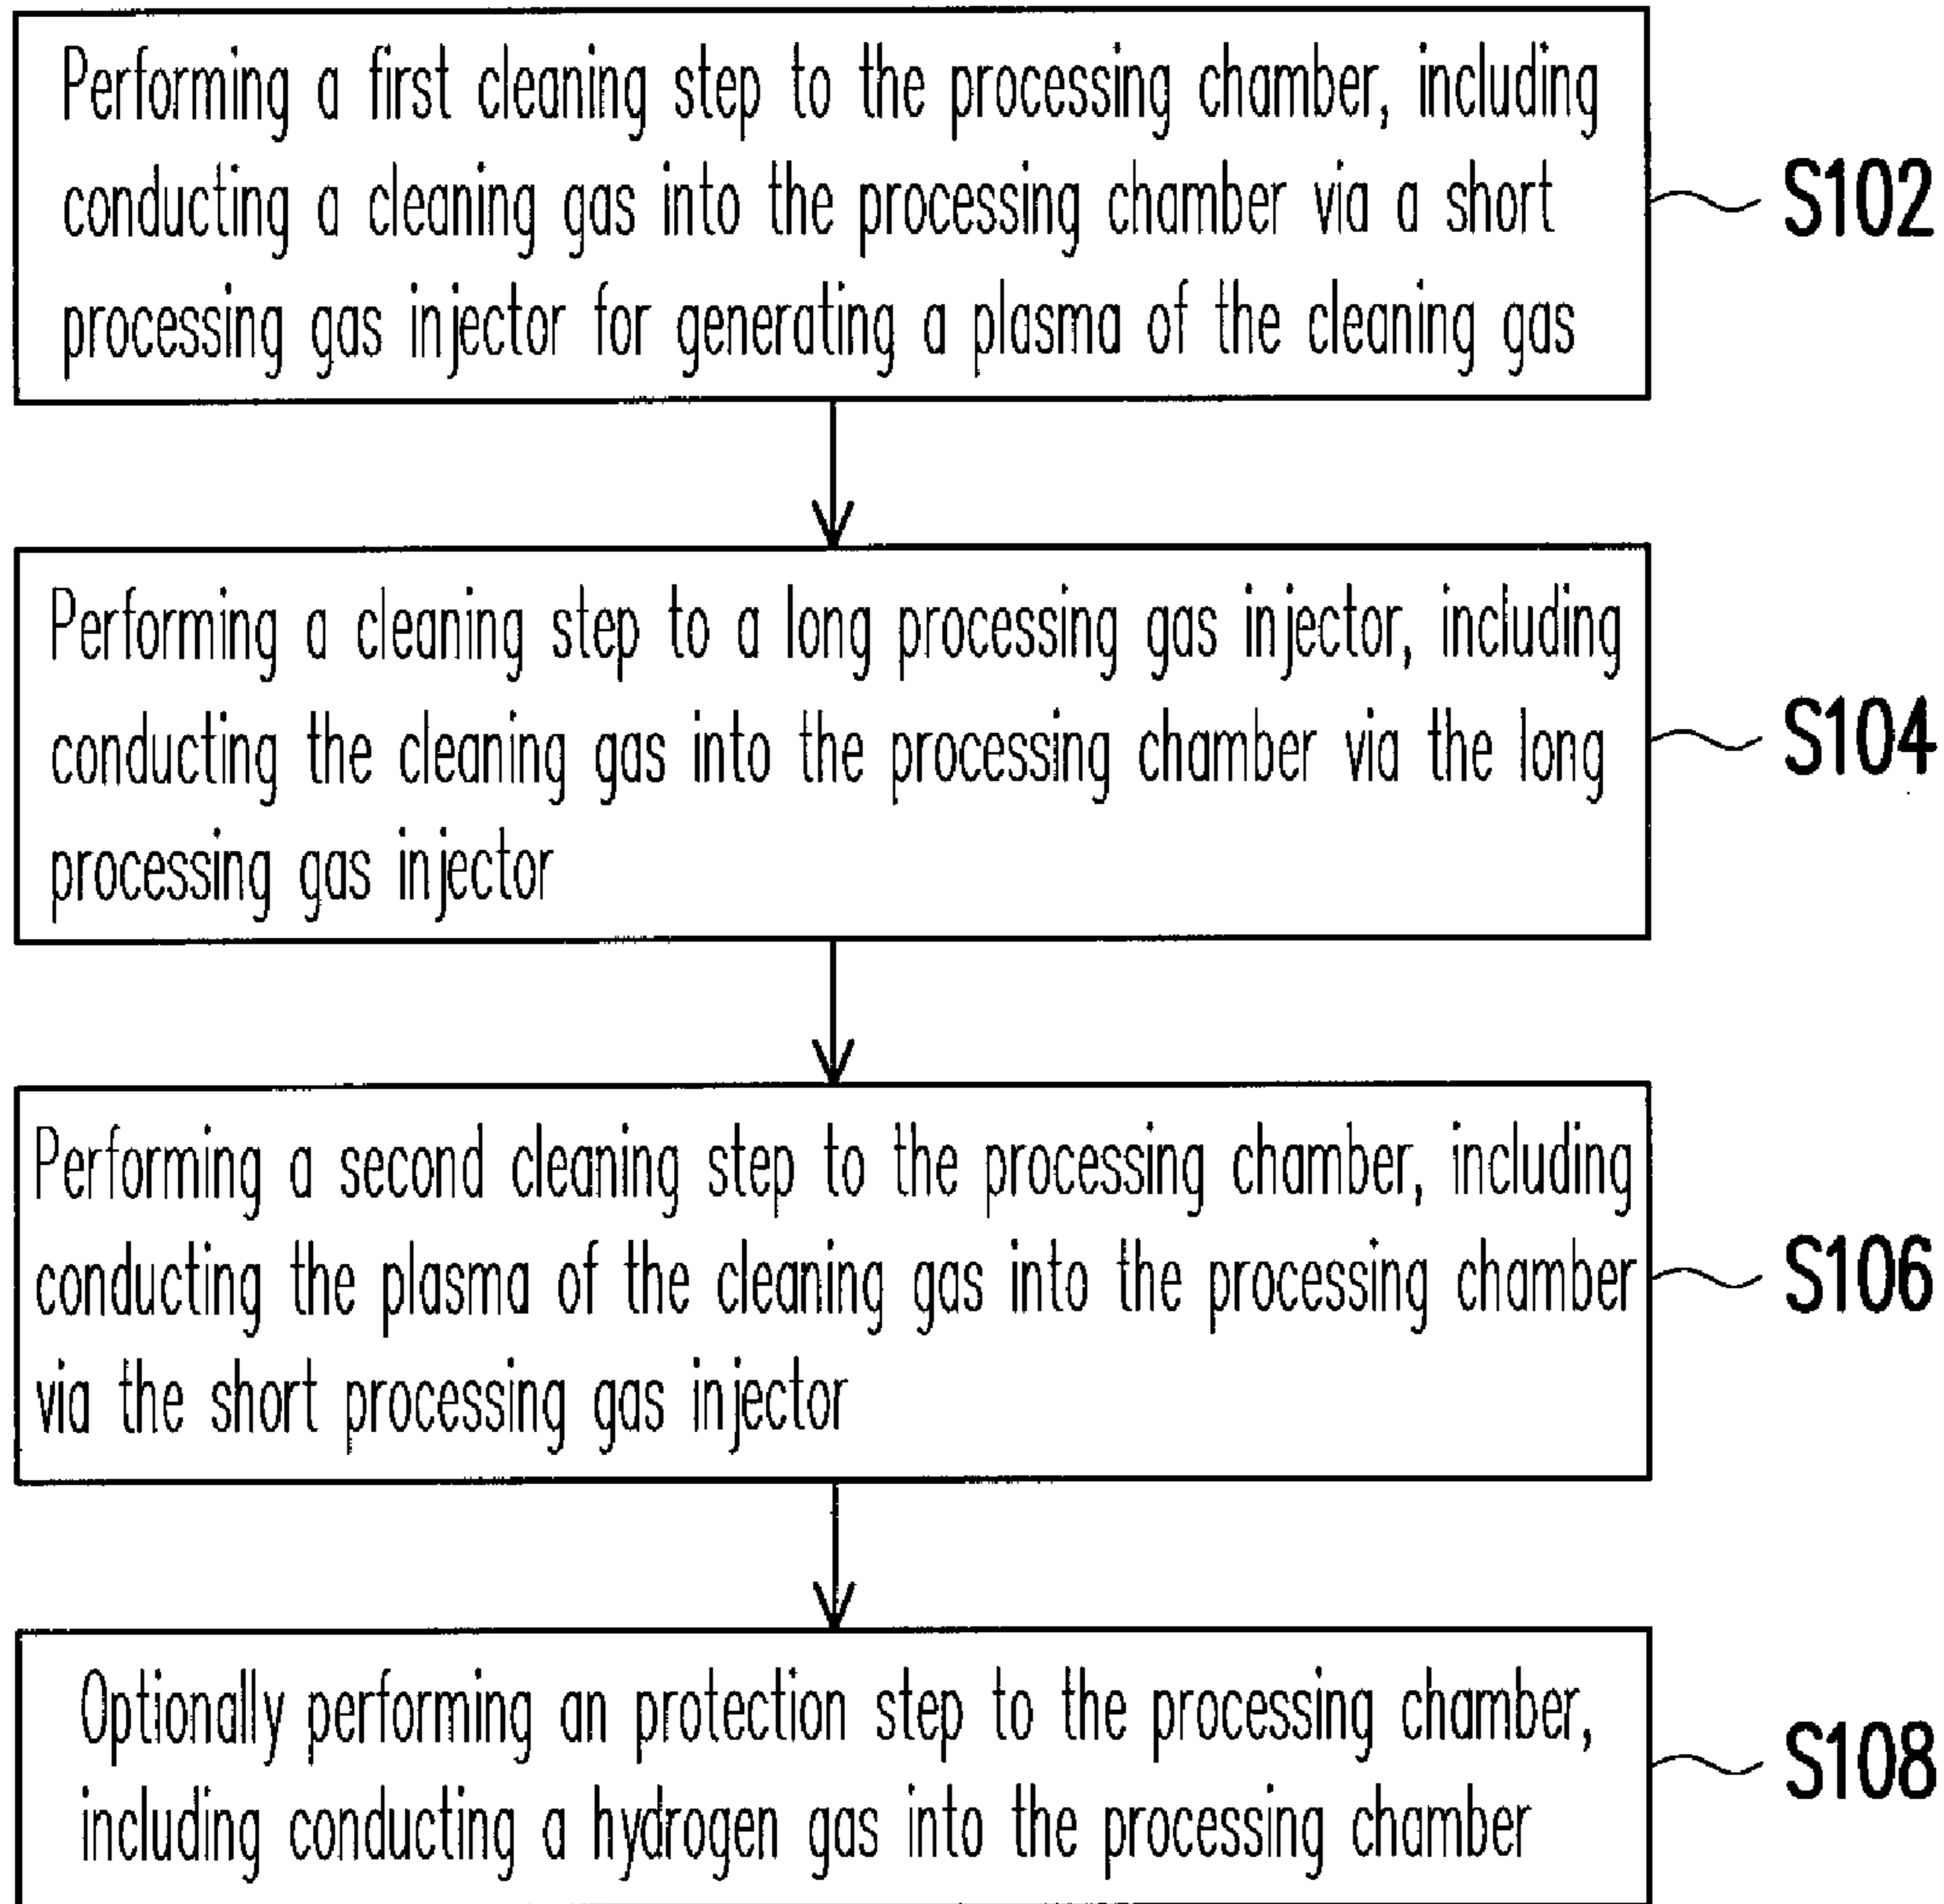 Performing a first cleaning step to the processing chamber, including
conducting a cleaning gas into the processing chamber via a short
processing gas injector for generating a plasma of the cleaning gas
S102
Performing a cleaning step to a long processing gas injector, including
conducting the cleaning gas into the processing chamber via the long
processing gas injector
S104
Performing a second cleaning step to the processing chamber, including
conducting the plasma of the cleaning gas into the processing chamber
via the short processing gas injector
S106
Optionally performing an protection step to the processing chamber,
including conducting a hydrogen gas into the processing chamber
S108